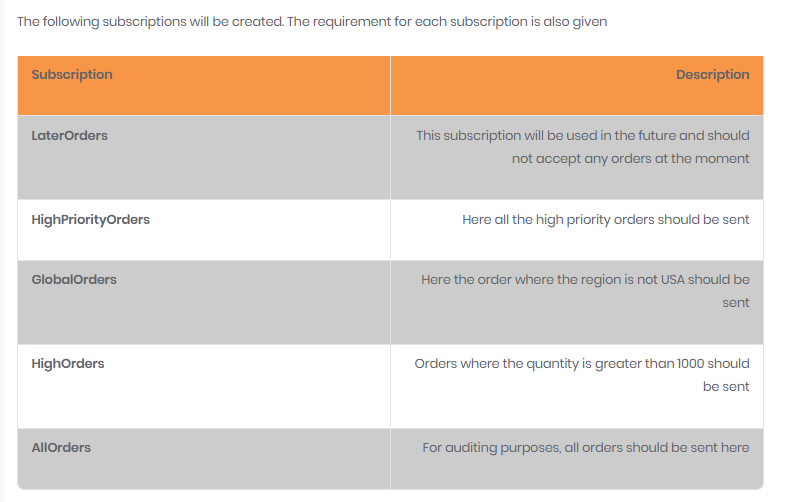 The following subscriptions will be created. The requirement for each subscription is also given
Subscription
Description
LaterOrders
This subscription will be used in the future and should
not accept any orders at the moment
HighPriorityOrders
Here all the high priority orders should be sent
GlobalOrders
Here the order where the region is not USA should be
sent
HighOrders
Orders where the quantity is greater than 1000 should
be sent
AllOrders
For auditing purposes, all orders should be sent here